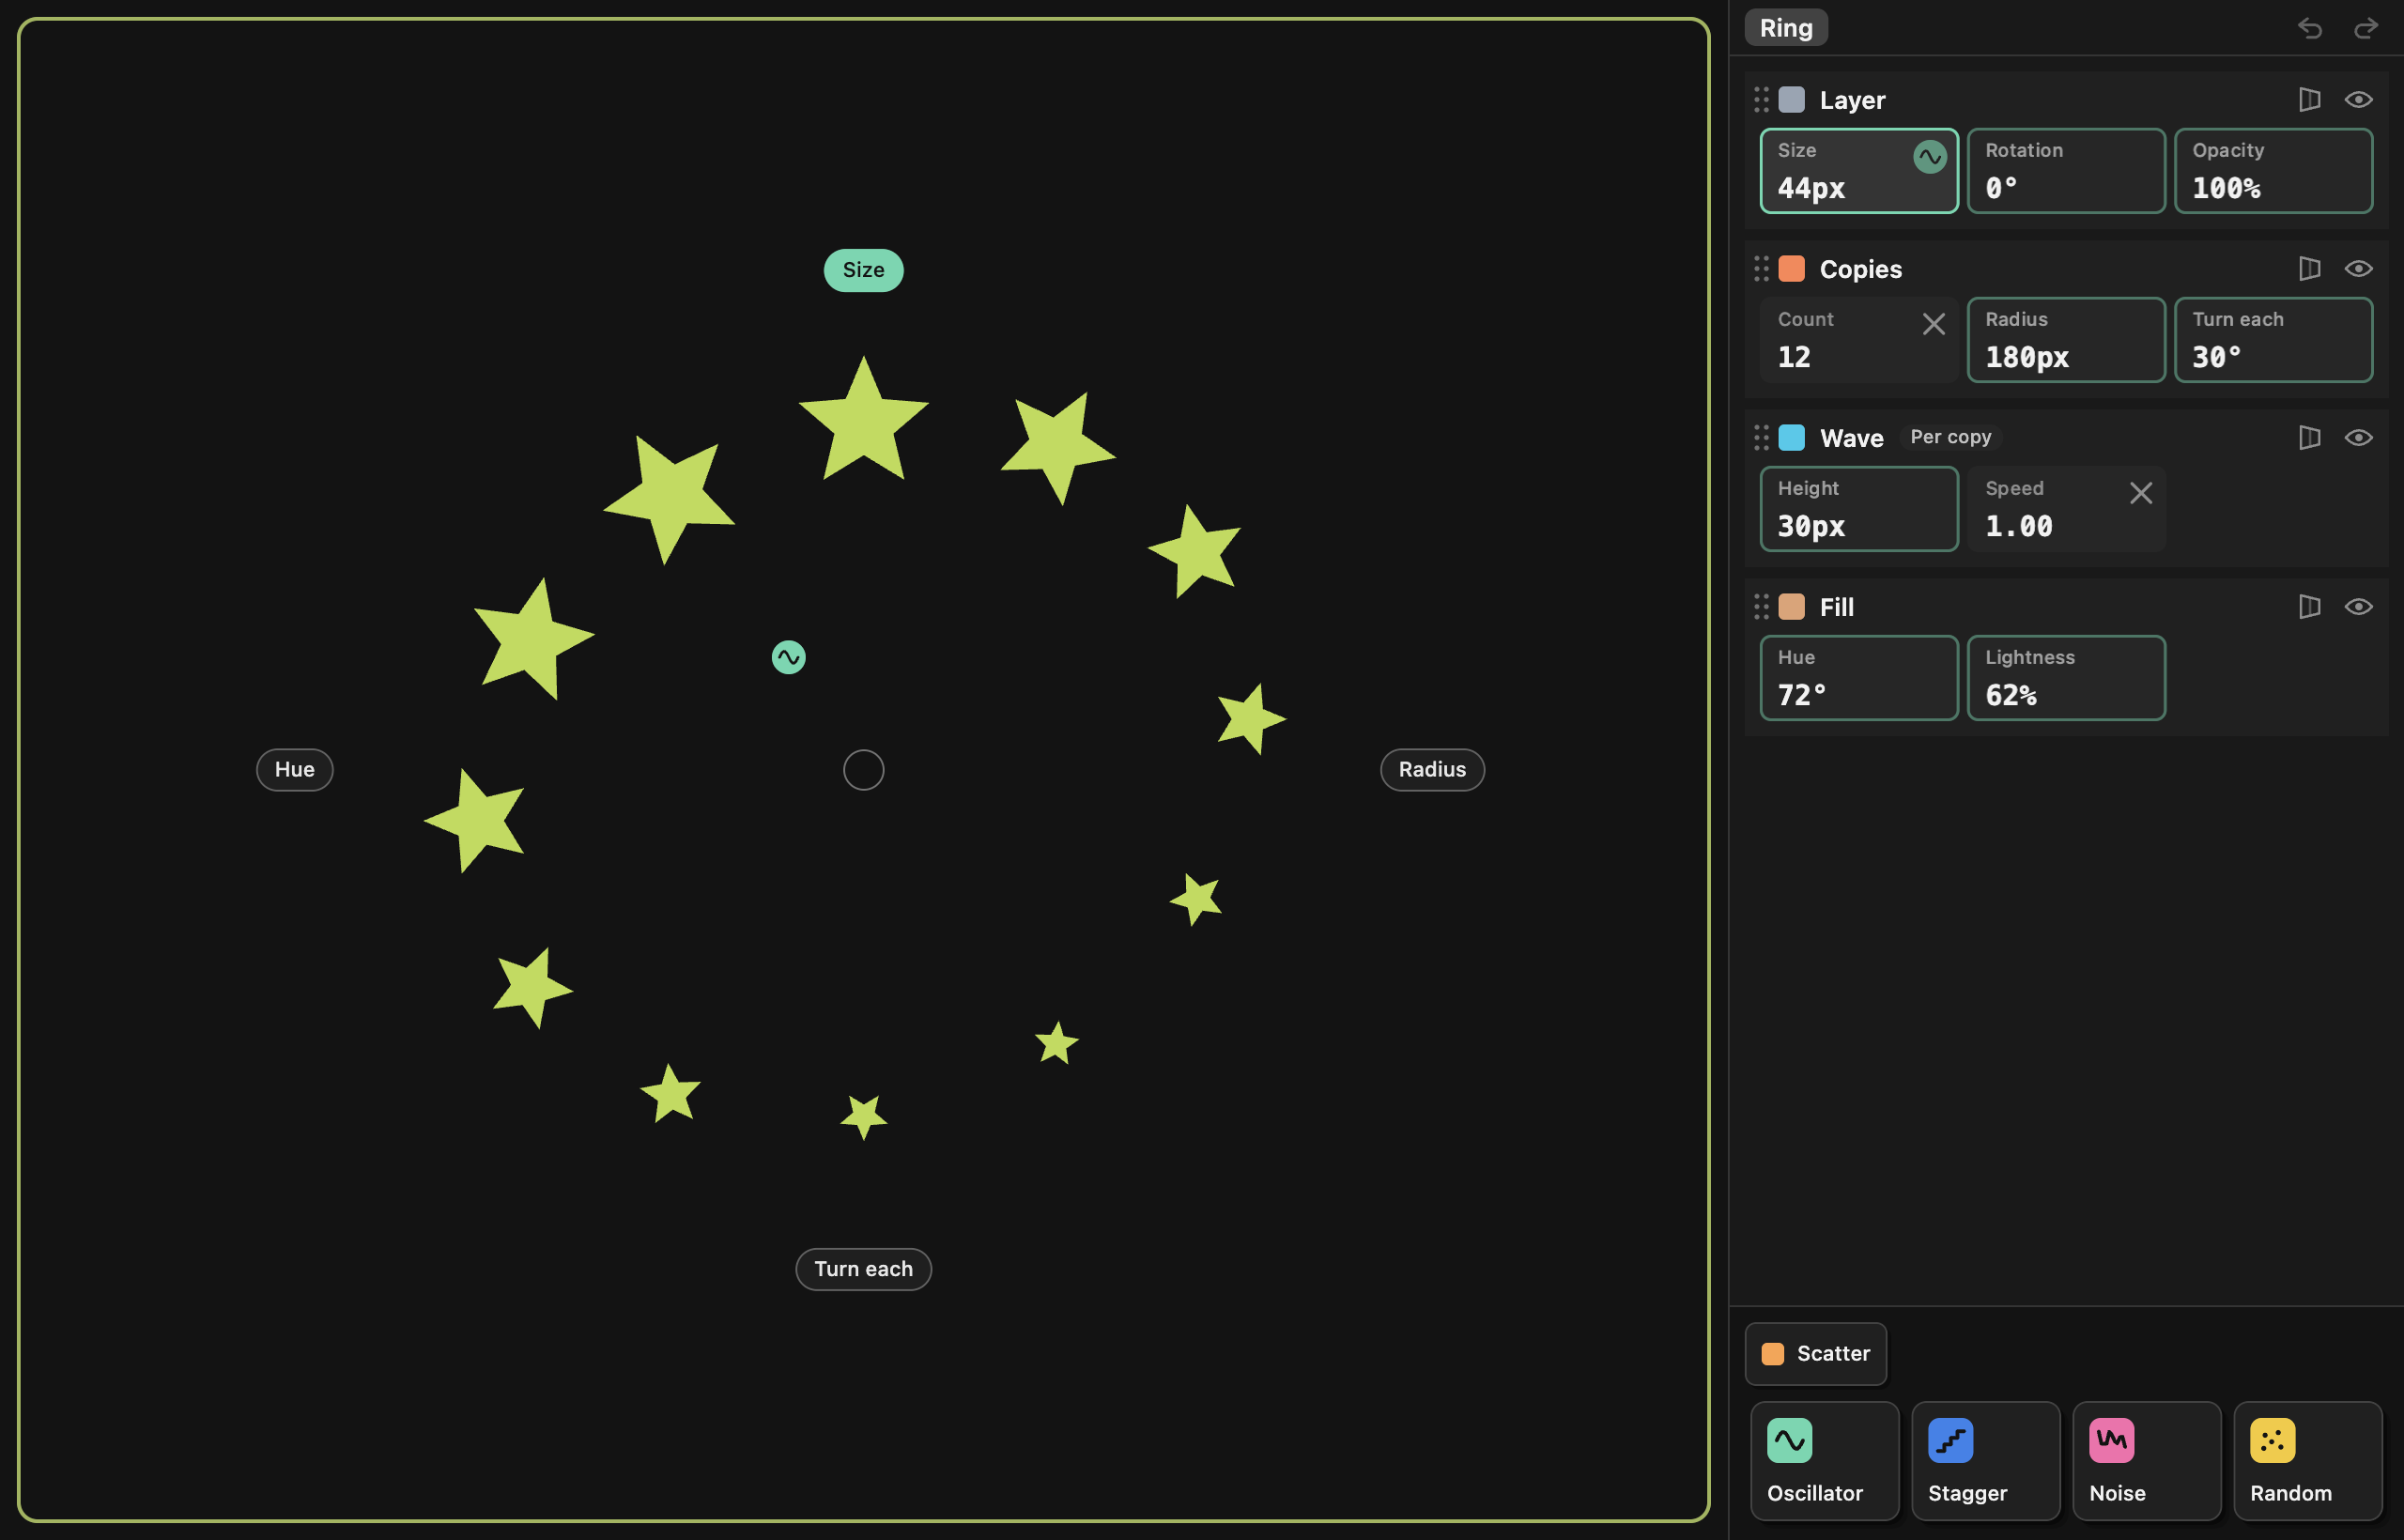 Size
Hue
Radius
Turn each
Ring
Layer
Size
44px
Rotation
0°
Opacity
100%
Copies
Count
12
Radius
180px
Turn each
30°
Wave Per copy
Height
30px
Speed
1.00
Fill
Hue
72°
Lightness
62%
Scatter
Oscillator
Stagger
Noise
Random